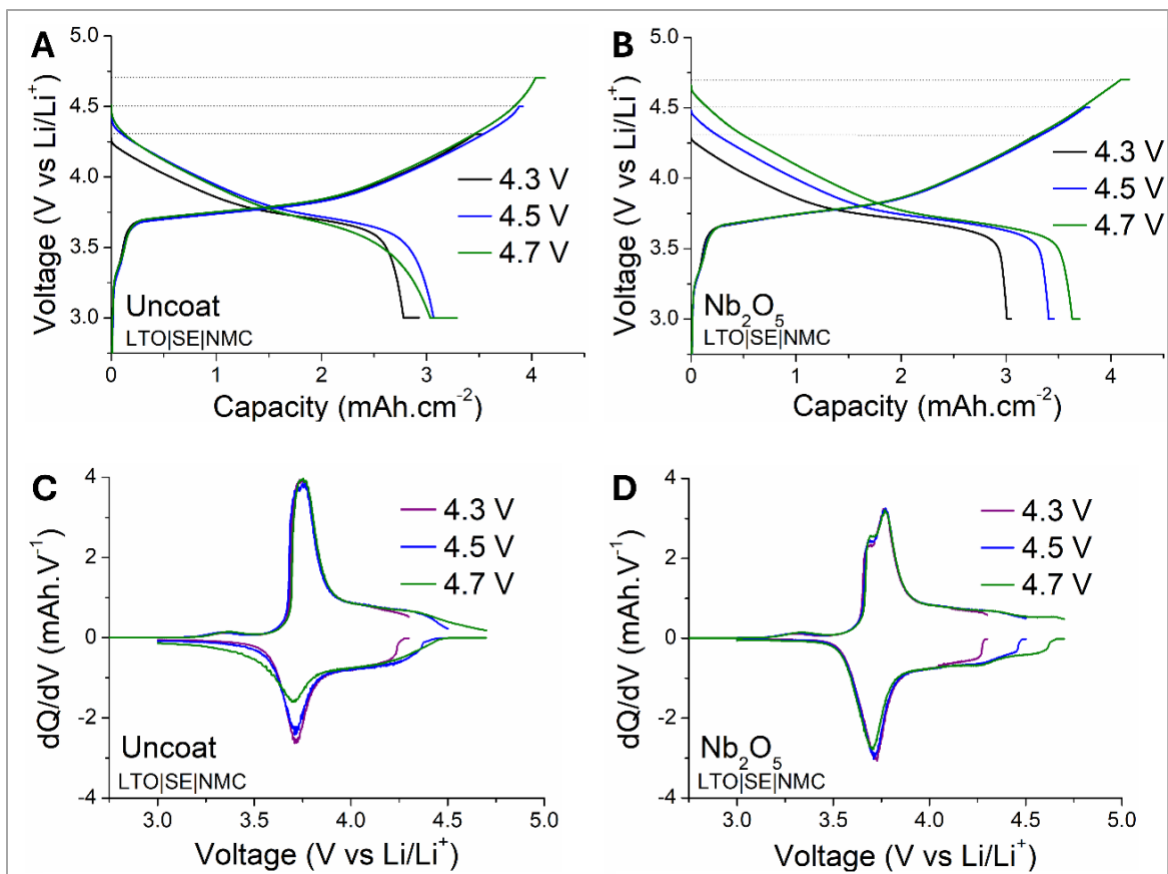 A
5.0
4.5
4.0
3.5
3.0
Voltage (V vs Li/Li⁺)
4.3 V
4.5 V
4.7 V
Uncoat
LTO|SE|NMC
0 1 2 3 4
Capacity (mAh.cm⁻²)
B
5.0
4.5
4.0
3.5
3.0
Voltage (V vs Li/Li⁺)
4.3 V
4.5 V
4.7 V
Nb₂O₅
LTO|SE|NMC
0 1 2 3 4
Capacity (mAh.cm⁻²)
C
4
2
0
-2
-4
dQ/dV (mAh.V⁻¹)
4.3 V
4.5 V
4.7 V
Uncoat
LTO|SE|NMC
3.0 3.5 4.0 4.5 5.0
Voltage (V vs Li/Li⁺)
D
4
2
0
-2
-4
dQ/dV (mAh.V⁻¹)
4.3 V
4.5 V
4.7 V
Nb₂O₅
LTO|SE|NMC
3.0 3.5 4.0 4.5 5.0
Voltage (V vs Li/Li⁺)